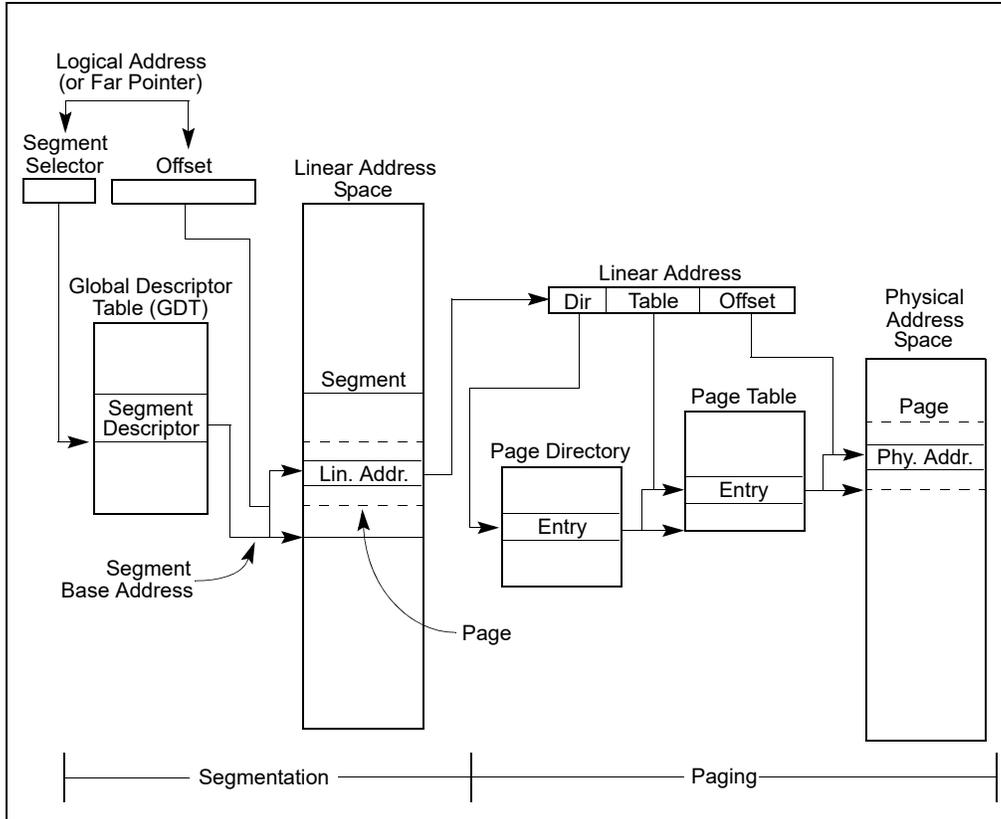 Logical Address
(or Far Pointer)
Segment
Selector
Offset
Linear Address
Space
Global Descriptor
Table (GDT)
Segment
Descriptor
Segment
Lin. Addr.
Segment
Base Address
Page
Linear Address
Dir
Table
Offset
Physical
Address
Space
Page Table
Page
Page Directory
Phy. Addr.
Entry
Entry
Segmentation
Paging